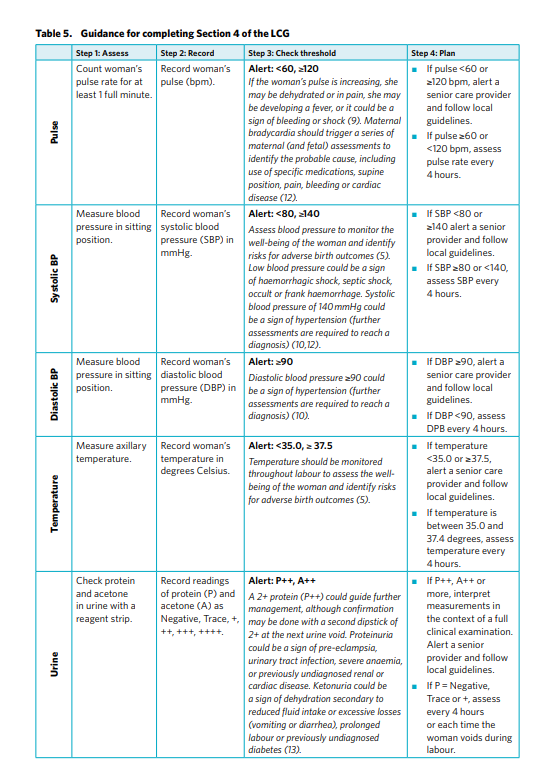 Table 5. Guidance for completing Section 4 of the LCG
Step 1: Assess
Step 2: Record
Step 3: Check threshold
Step 4: Plan
Pulse
Count woman's
pulse rate for at
least 1 full minute.
Record woman's
pulse (bpm).
Alert: <60, ≥120
If the woman's pulse is increasing, she
may be dehydrated or in pain, she may
be developing a fever, or it could be a
sign of bleeding or shock (9). Maternal
bradycardia should trigger a series of
maternal (and fetal) assessments to
identify the probable cause, including
use of specific medications, supine
position, pain, bleeding or cardiac
disease (12).
■ If pulse <60 or
≥120 bpm, alert a
senior care provider
and follow local
guidelines.
■ If pulse ≥60 or
<120 bpm, assess
pulse rate every
4 hours.
Systolic BP
Measure blood
pressure in sitting
position.
Record woman's
systolic blood
pressure (SBP) in
mmHg.
Alert: <80, ≥140
Assess blood pressure to monitor the
well-being of the woman and identify
risks for adverse birth outcomes (5).
Low blood pressure could be a sign
of haemorrhagic shock, septic shock,
occult or frank haemorrhage. Systolic
blood pressure of 140 mmHg could
be a sign of hypertension (further
assessments are required to reach a
diagnosis) (10,12).
■ If SBP <80 or
≥140 alert a senior
provider and follow
local guidelines.
■ If SBP ≥80 or <140,
assess SBP every
4 hours.
Diastolic BP
Measure blood
pressure in sitting
position.
Record woman's
diastolic blood
pressure (DBP) in
mmHg.
Alert: ≥90
Diastolic blood pressure ≥90 could
be a sign of hypertension (further
assessments are required to reach a
diagnosis) (10).
■ If DBP ≥90, alert a
senior care provider
and follow local
guidelines.
■ If DBP <90, assess
DPB every 4 hours.
Temperature
Measure axillary
temperature.
Record woman's
temperature in
degrees Celsius.
Alert: <35.0, ≥ 37.5
Temperature should be monitored
throughout labour to assess the well-
being of the woman and identify risks
for adverse birth outcomes (5).
■ If temperature
<35.0 or ≥37.5,
alert a senior care
provider and follow
local guidelines.
■ If temperature is
between 35.0 and
37.4 degrees, assess
temperature every
4 hours.
Urine
Check protein
and acetone
in urine with a
reagent strip.
Record readings
of protein (P) and
acetone (A) as
Negative, Trace, +,
++, +++, ++++.
Alert: P++, A++
A 2+ protein (P++) could guide further
management, although confirmation
may be done with a second dipstick of
2+ at the next urine void. Proteinuria
could be a sign of pre-eclampsia,
urinary tract infection, severe anaemia,
or previously undiagnosed renal or
cardiac disease. Ketonuria could be
a sign of dehydration secondary to
reduced fluid intake or excessive losses
(vomiting or diarrhea), prolonged
labour or previously undiagnosed
diabetes (13).
■ If P++, A++ or
more, interpret
measurements in
the context of a full
clinical examination.
Alert a senior
provider and follow
local guidelines.
■ If P = Negative,
Trace or +, assess
every 4 hours
or each time the
woman voids during
labour.